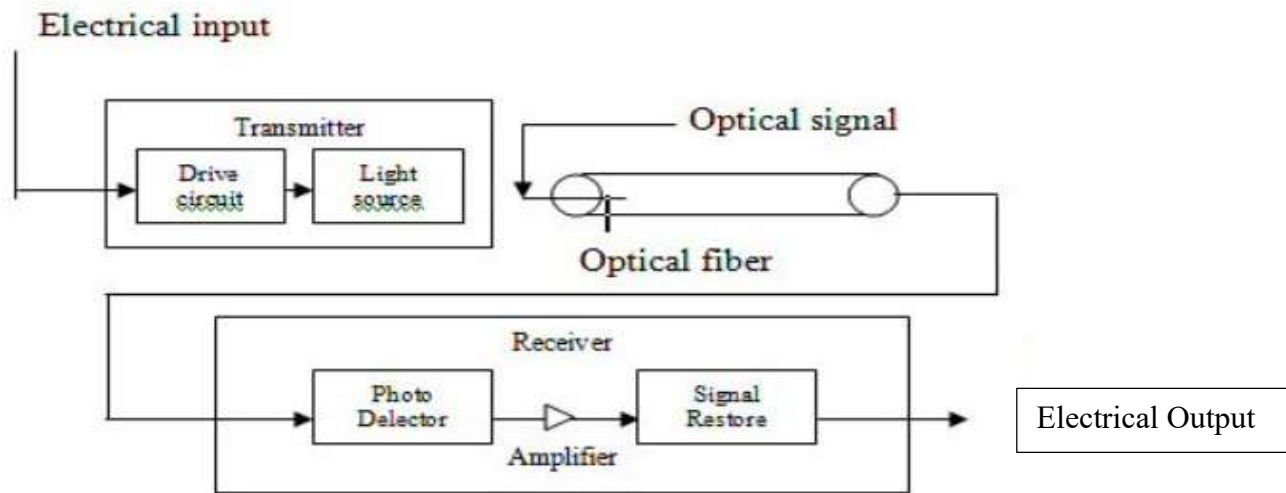 Electrical input
Transmitter
Drive
circuit
Light
source
Optical signal
Optical fiber
Receiver
Photo
Delector
Amplifier
Signal
Restore
Electrical Output